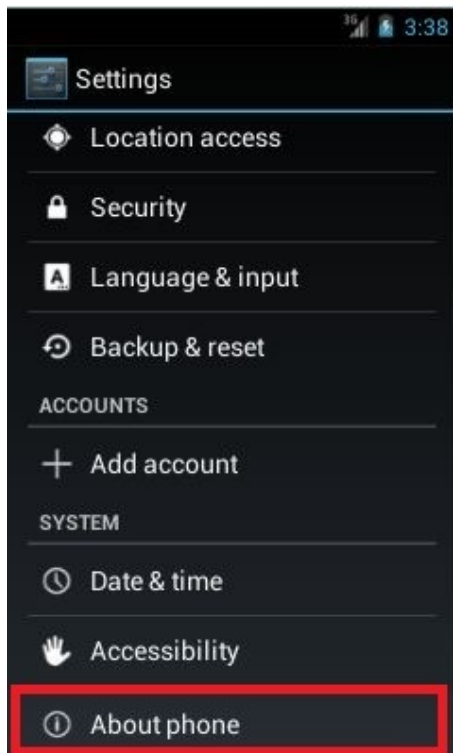 3G 3:38
Settings
Location access
Security
A Language & input
Backup & reset
ACCOUNTS
Add account
SYSTEM
Date & time
Accessibility
About phone